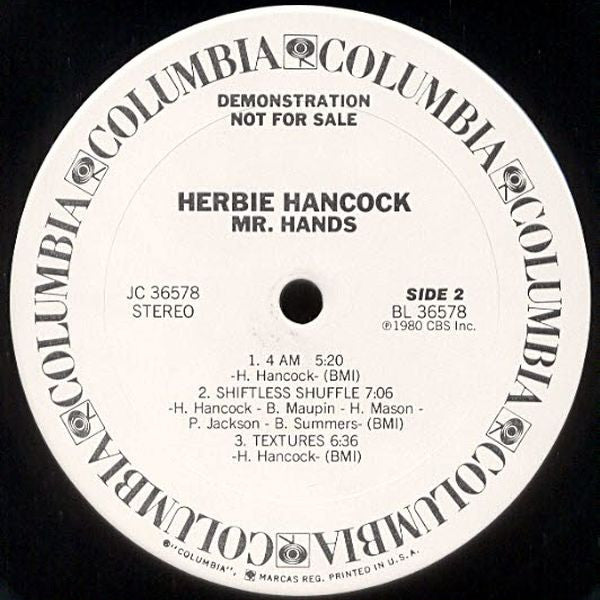 COLUMBIA COLUMBIA COLUMBIA COLUMBIA COLUMBIA COLUMBIA COLUMBIA COLUMBIA
DEMONSTRATION
NOT FOR SALE
HERBIE HANCOCK
MR. HANDS
JC 36578
STEREO
SIDE 2
BL 36578
℗1980 CBS Inc.
1. 4 AM 5:20
-H. Hancock- (BMI)
2. SHIFTLESS SHUFFLE 7:06
-H. Hancock - B. Maupin - H. Mason -
P. Jackson - B. Summers- (BMI)
3. TEXTURES 6:36
-H. Hancock- (BMI)
®"COLUMBIA", MARCAS REG. PRINTED IN U.S.A.